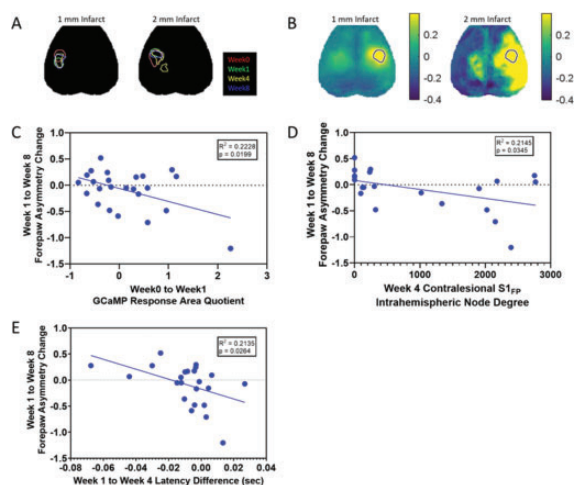 A
1 mm Infarct
2 mm Infarct
Week0
Week1
Week4
Week8
B
1 mm Infarct
2 mm Infarct
0.2
0
-0.2
-0.4
0.2
0
-0.2
-0.4
C
Week 1 to Week 8
Forepaw Asymmetry Change
1.0
0.5
0.0
-0.5
-1.0
-1.5
R² = 0.2228
p = 0.0199
-1
0
1
2
3
Week0 to Week1
GCaMP Response Area Quotient
D
Week 1 to Week 8
Forepaw Asymmetry Change
1.0
0.5
0.0
-0.5
-1.0
-1.5
R² = 0.2145
p = 0.0345
0
1000
2000
3000
Week 4 Contralesional S1FP
Intrahemispheric Node Degree
E
Week 1 to Week 8
Forepaw Asymmetry Change
1.0
0.5
0.0
-0.5
-1.0
-1.5
R² = 0.2135
p = 0.0264
-0.08
-0.06
-0.04
-0.02
0.00
0.02
0.04
Week 1 to Week 4 Latency Difference (sec)